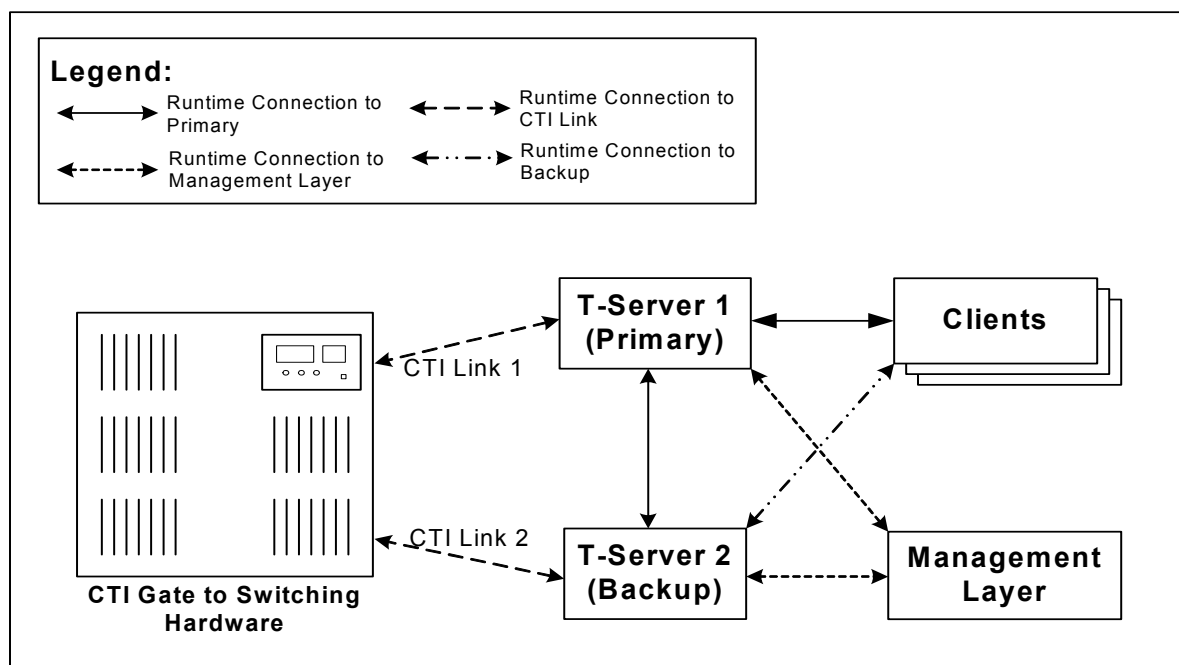 Legend:
Runtime Connection to
Primary
Runtime Connection to
CTI Link
Runtime Connection to
Management Layer
Runtime Connection to
Backup
T-Server 1
(Primary)
Clients
CTI Link 1
CTI Link 2
T-Server 2
(Backup)
Management
Layer
CTI Gate to Switching
Hardware